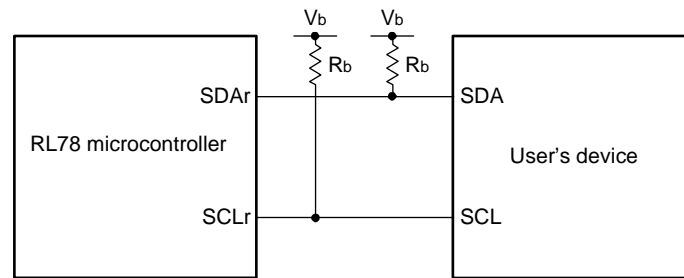 Vb Vb
Rb Rb
SDAr SDA
RL78 microcontroller User's device
SCLr SCL